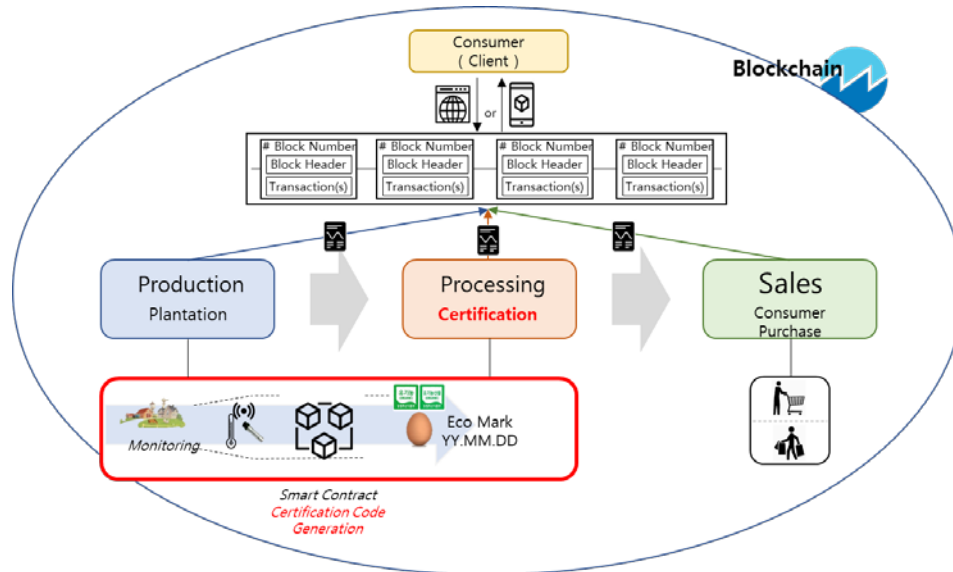 Consumer
( Client )
Blockchain
or
# Block Number
Block Header
Transaction(s)
# Block Number
Block Header
Transaction(s)
# Block Number
Block Header
Transaction(s)
# Block Number
Block Header
Transaction(s)
Production
Plantation
Processing
Certification
Sales
Consumer
Purchase
Monitoring
Eco Mark
YY.MM.DD
Smart Contract
Certification Code
Generation